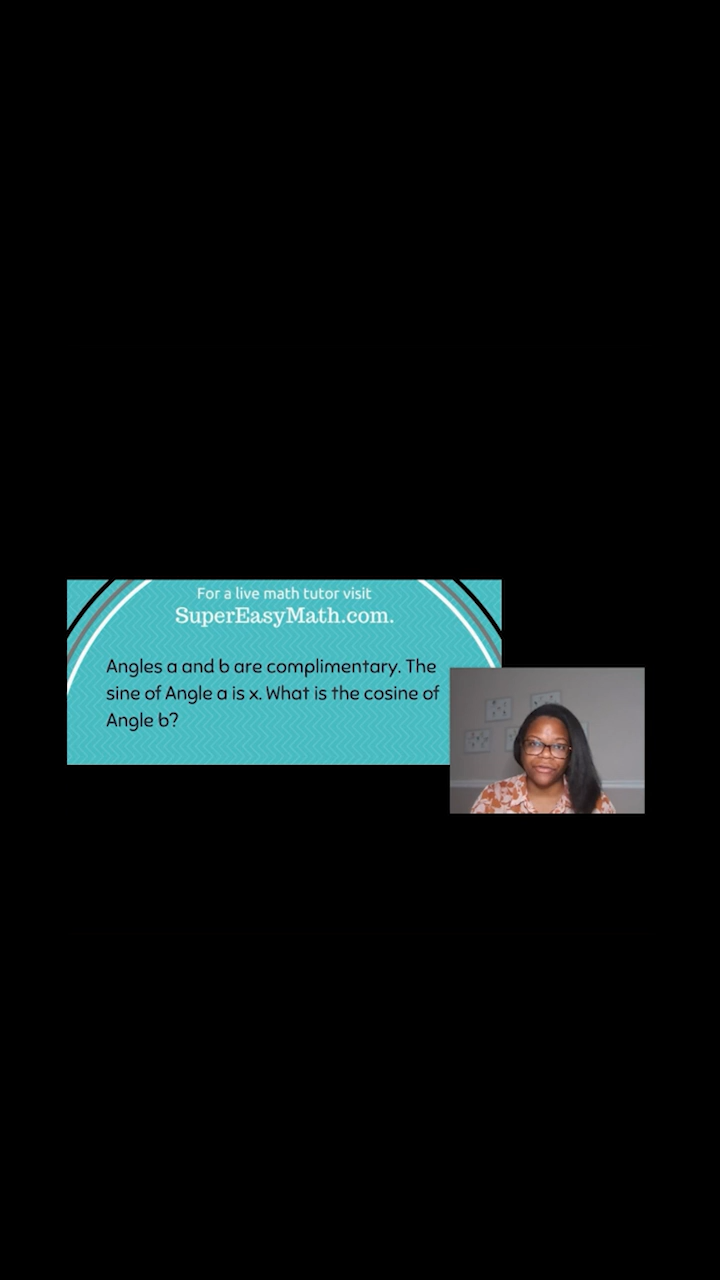 For a live math tutor visit
SuperEasyMath.com.
Angles a and b are complimentary. The
sine of Angle a is x. What is the cosine of
Angle b?